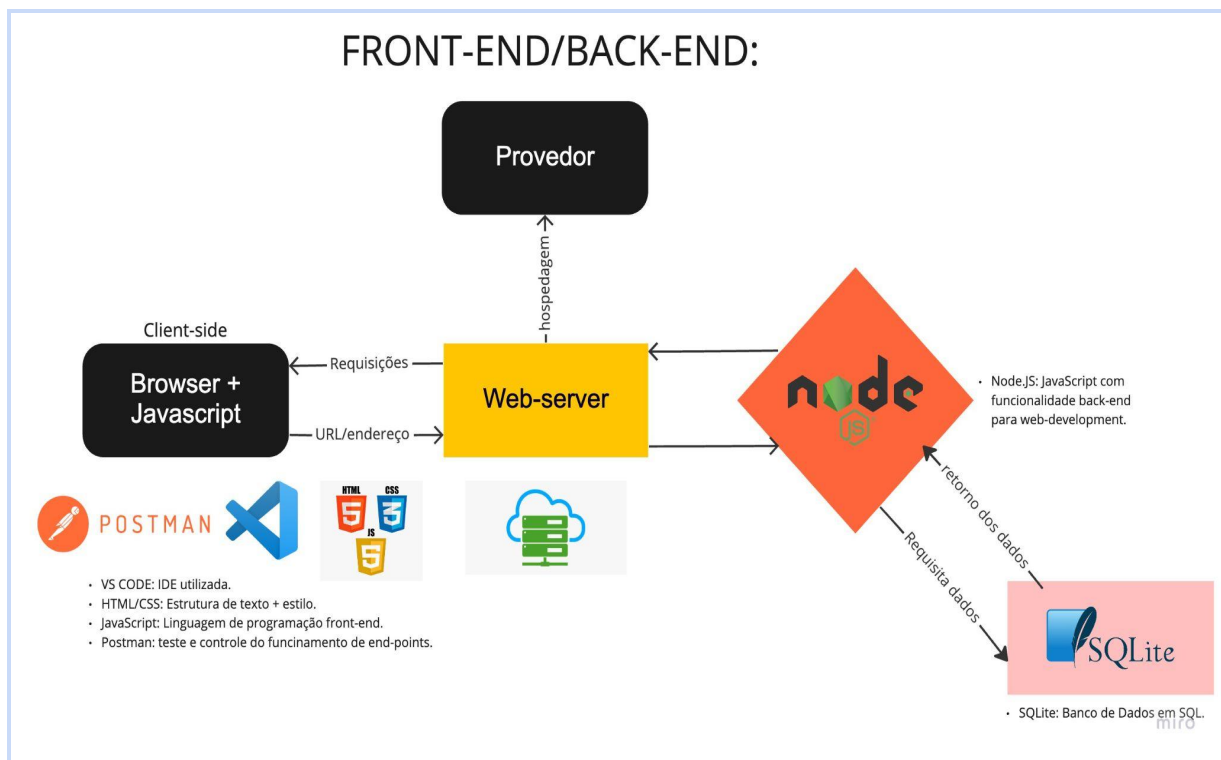 FRONT-END/BACK-END:
Provedor
hospedagem
Client-side
Browser +
Javascript
Requisições
URL/endereço
Web-server
node
JS
• Node.JS: JavaScript com
funcionalidade back-end
para web-development.
retorno dos dados
Requisita dados
POSTMAN
HTML
CSS
5
3
JS
5
• VS CODE: IDE utilizada.
• HTML/CSS: Estrutura de texto + estilo.
• JavaScript: Linguagem de programação front-end.
• Postman: teste e controle do funcinamento de end-points.
SQLite
• SQLite: Banco de Dados em SQL.
miro